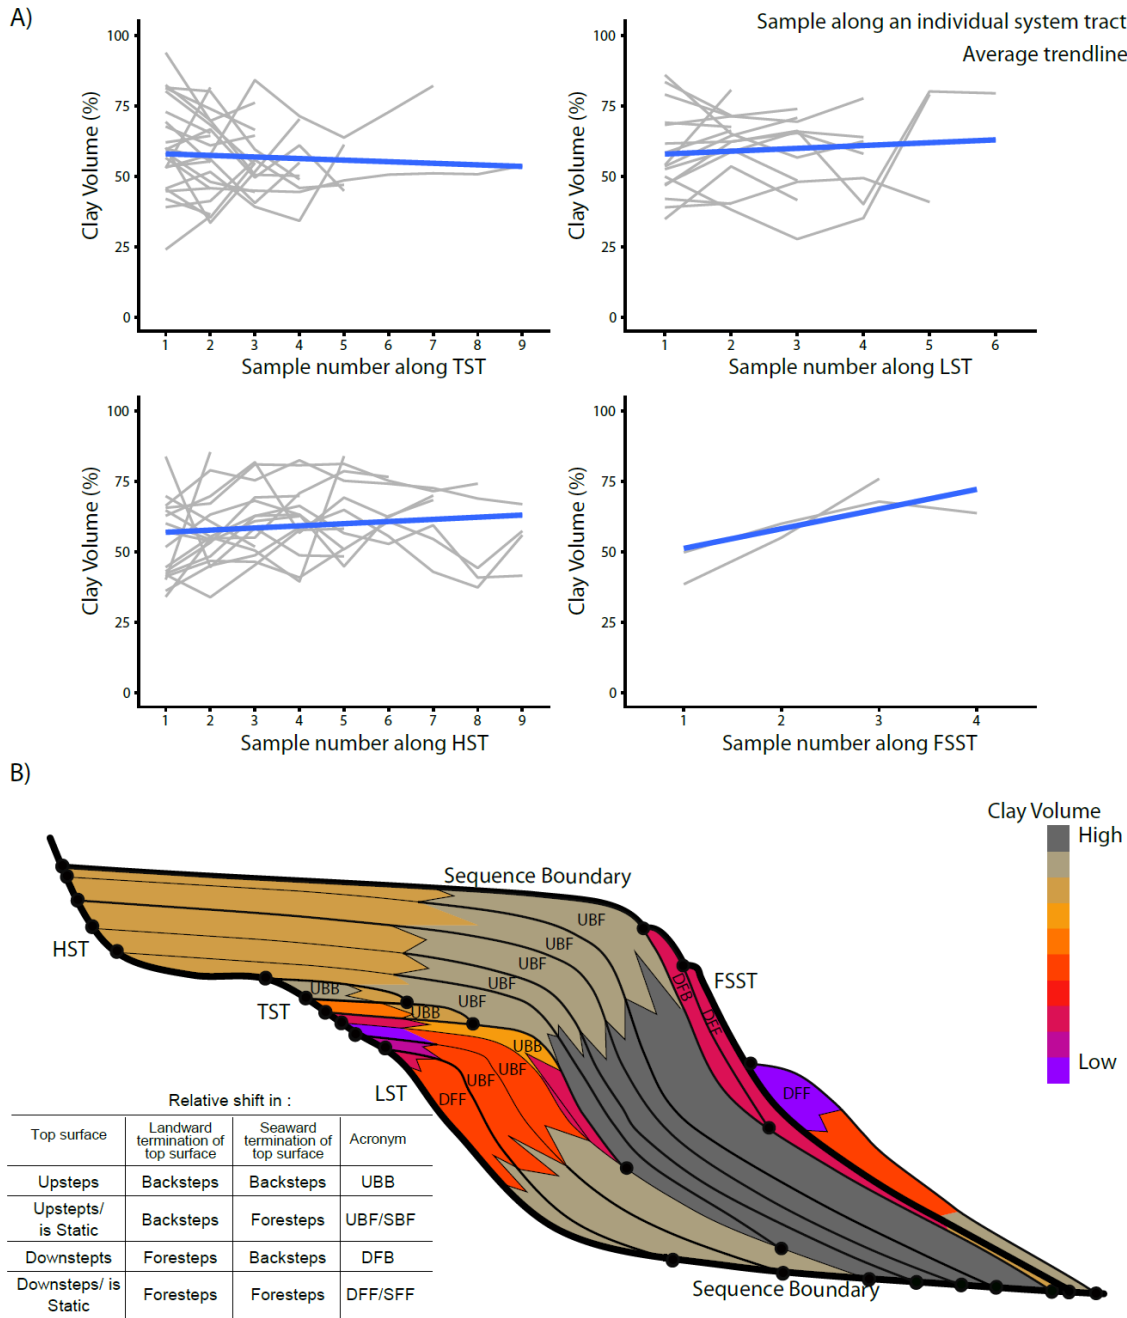 A)
Sample along an individual system tract
Average trendline
Clay Volume (%)
100
75
50
25
0
1 2 3 4 5 6 7 8 9
Sample number along TST
Clay Volume (%)
100
75
50
25
0
1 2 3 4 5 6
Sample number along LST
Clay Volume (%)
100
75
50
25
0
1 2 3 4 5 6 7 8 9
Sample number along HST
Clay Volume (%)
100
75
50
25
0
1 2 3 4
Sample number along FSST
B)
Clay Volume
High
Low
Sequence Boundary
HST
TST
LST
FSST
UBF
UBF
UBF
UBF
UBF
UBB
UBB
UBB
UBF
UBF
DFF
DFB
DFF
DFF
Sequence Boundary
Relative shift in :
Top surface
Landward termination of top surface
Seaward termination of top surface
Acronym
Upsteps Backsteps Backsteps UBB
Upstepts/ is Static Backsteps Foresteps UBF/SBF
Downstepts Foresteps Backsteps DFB
Downsteps/ is Static Foresteps Foresteps DFF/SFF